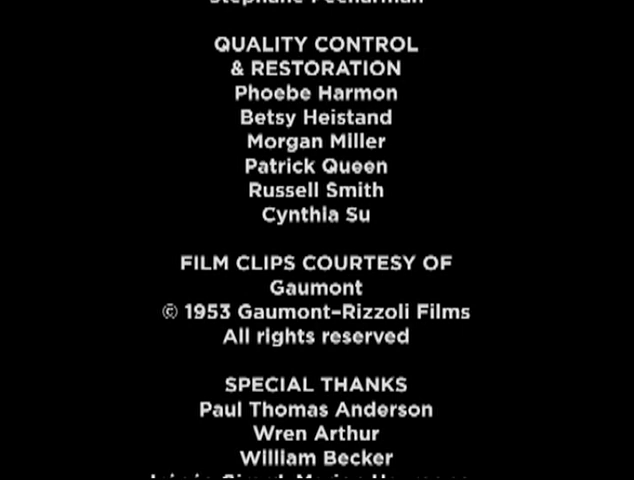 QUALITY CONTROL
& RESTORATION
Phoebe Harmon
Betsy Heistand
Morgan Miller
Patrick Queen
Russell Smith
Cynthia Su
FILM CLIPS COURTESY OF
Gaumont
© 1953 Gaumont–Rizzoli Films
All rights reserved
SPECIAL THANKS
Paul Thomas Anderson
Wren Arthur
William Becker